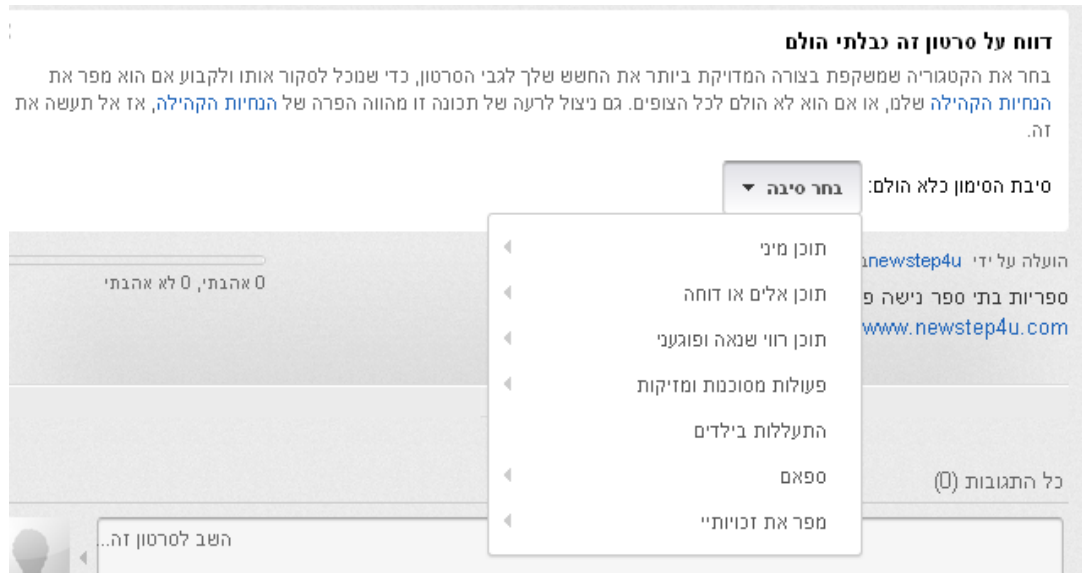 דווח על סרטון זה כבלתי הולם
בחר את הקטגוריה שמשקפת בצורה המדויקת ביותר את החשש שלך לגבי הסרטון, כדי שנוכל לסקור אותו ולקבוע אם הוא מפר את
הנחיות הקהילה שלנו, או אם הוא לא הולם לכל הצופים. גם ניצול לרעה של תכונה זו מהווה הפרה של הנחיות הקהילה, אז אל תעשה את
זה.
סיבת הסימון כלא הולם: בחר סיבה
תוכן מיני
תוכן אלים או דוחה
תוכן רווי שנאה ופוגעני
פעולות מסוכנות ומזיקות
התעללות בילדים
ספאם
מפר את זכויותיי
הועלה על ידי newstep4u
0 אהבתי, 0 לא אהבתי
ספריות בתי ספר נישה
www.newstep4u.com
כל התגובות (0)
השב לסרטון זה...